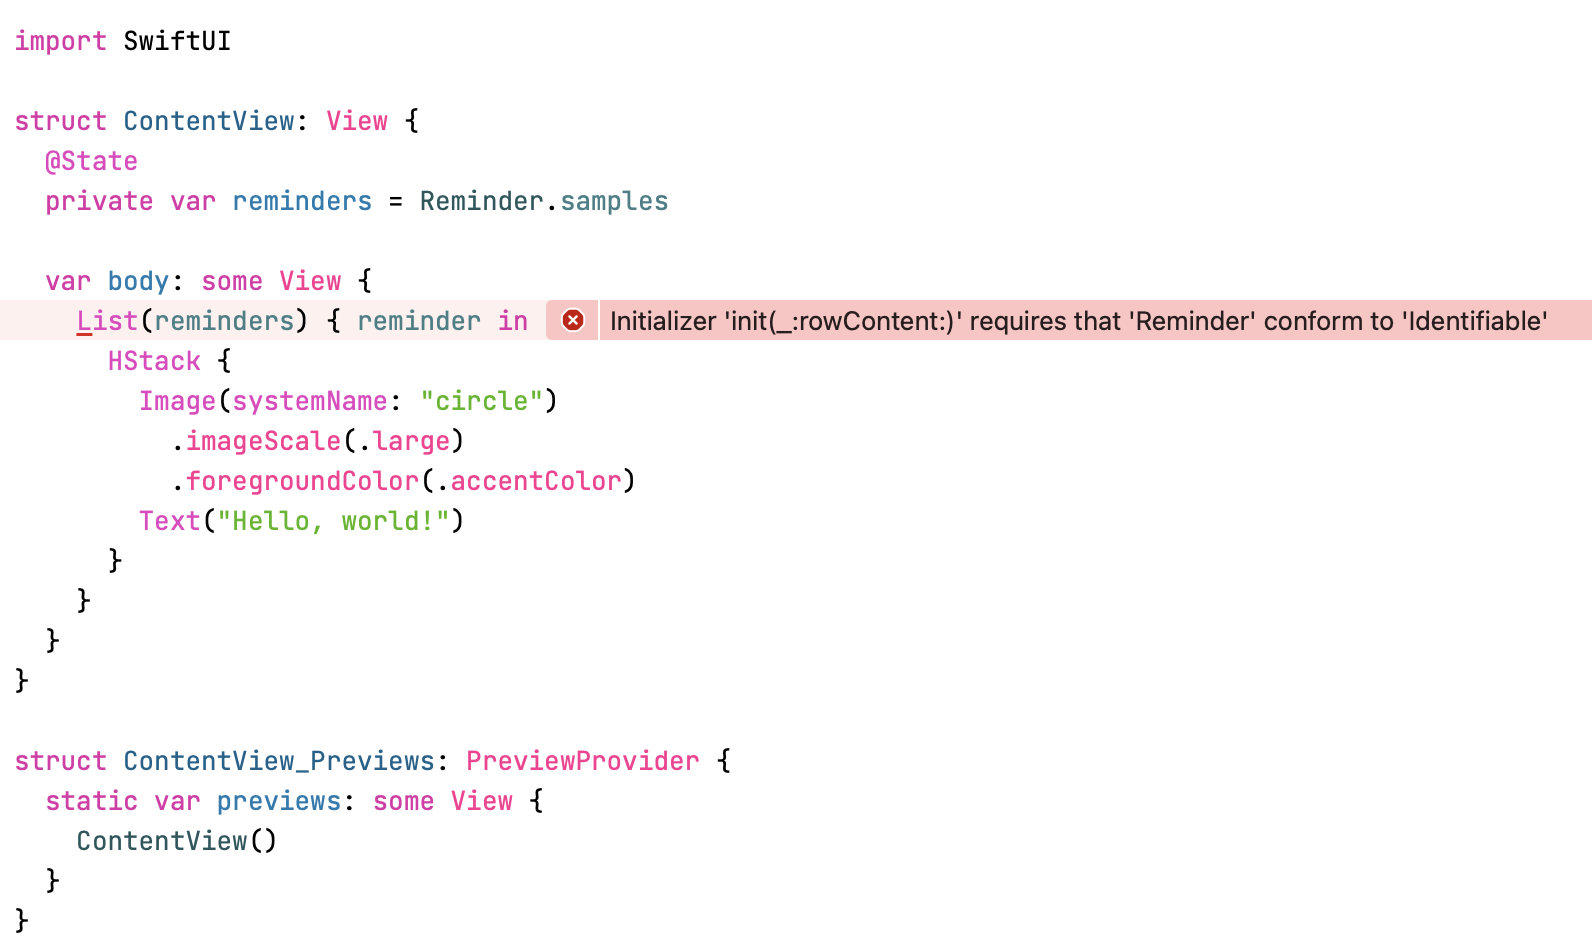 import SwiftUI
struct ContentView: View {
@State
private var reminders = Reminder.samples
var body: some View {
List(reminders) { reminder in Initializer 'init(_:rowContent:)' requires that 'Reminder' conform to 'Identifiable'
HStack {
Image(systemName: "circle")
.imageScale(.large)
.foregroundColor(.accentColor)
Text("Hello, world!")
}
}
}
}
struct ContentView_Previews: PreviewProvider {
static var previews: some View {
ContentView()
}
}